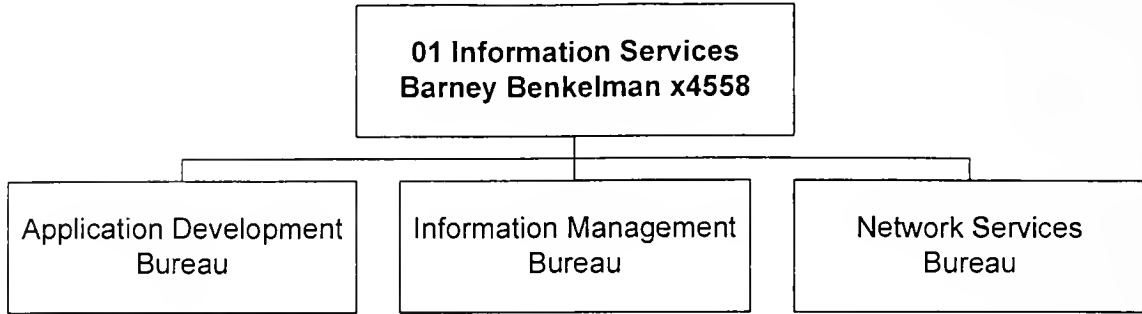 01 Information Services
Barney Benkelman x4558
Application Development
Bureau
Information Management
Bureau
Network Services
Bureau